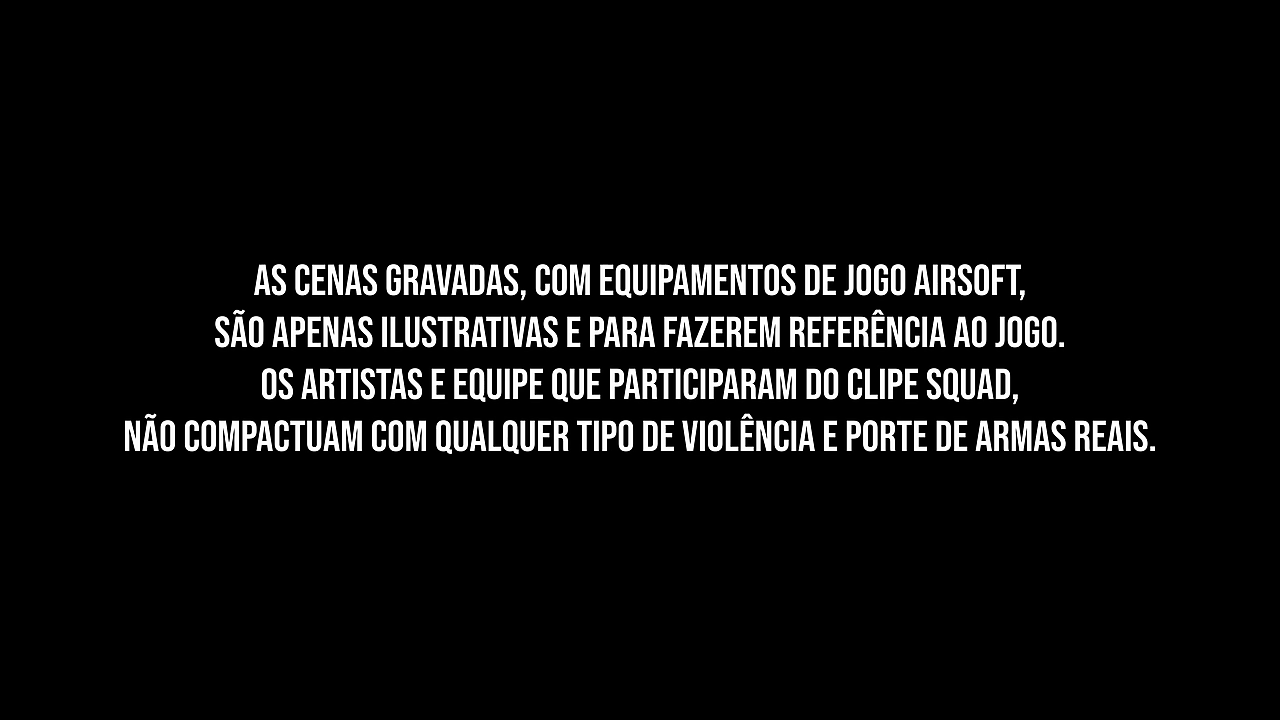 AS CENAS GRAVADAS, COM EQUIPAMENTOS DE JOGO AIRSOFT,
SÃO APENAS ILUSTRATIVAS E PARA FAZEREM REFERÊNCIA AO JOGO.
OS ARTISTAS E EQUIPE QUE PARTICIPARAM DO CLIPE SQUAD,
NÃO COMPACTUAM COM QUALQUER TIPO DE VIOLÊNCIA E PORTE DE ARMAS REAIS.